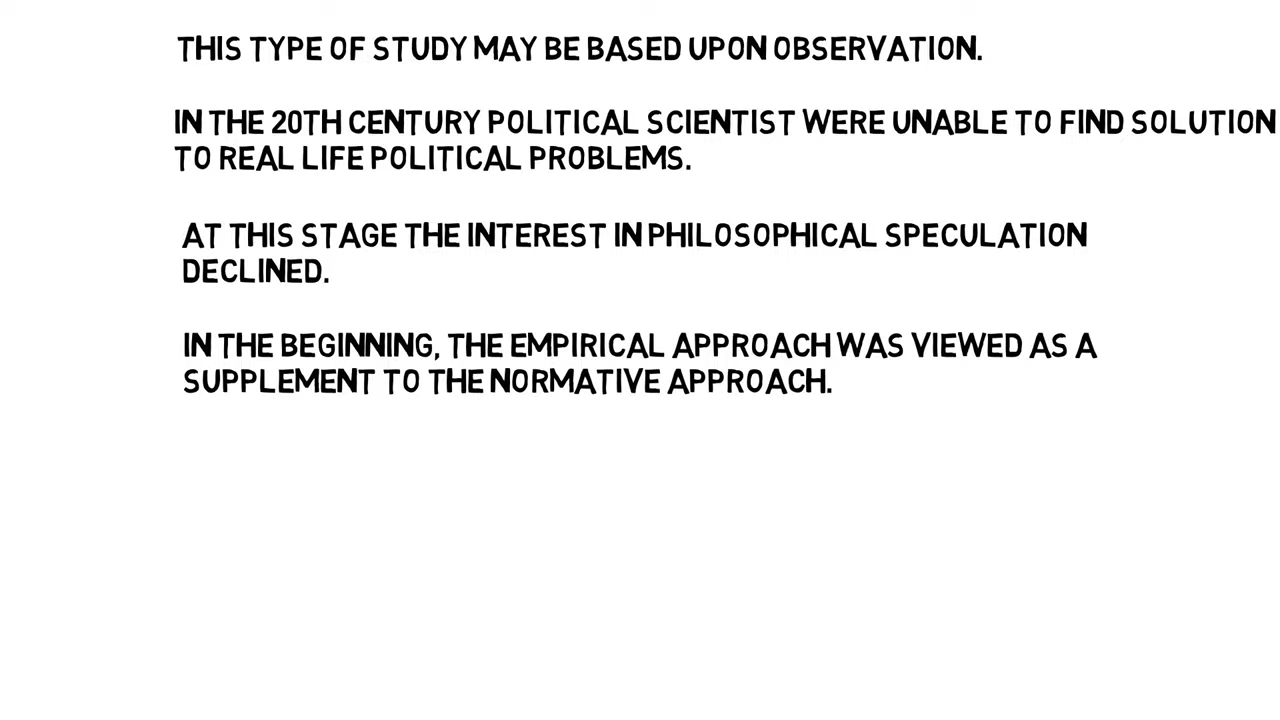 THIS TYPE OF STUDY MAY BE BASED UPON OBSERVATION.
IN THE 20TH CENTURY POLITICAL SCIENTIST WERE UNABLE TO FIND SOLUTION
TO REAL LIFE POLITICAL PROBLEMS.
AT THIS STAGE THE INTEREST IN PHILOSOPHICAL SPECULATION
DECLINED.
IN THE BEGINNING, THE EMPIRICAL APPROACH WAS VIEWED AS A
SUPPLEMENT TO THE NORMATIVE APPROACH.